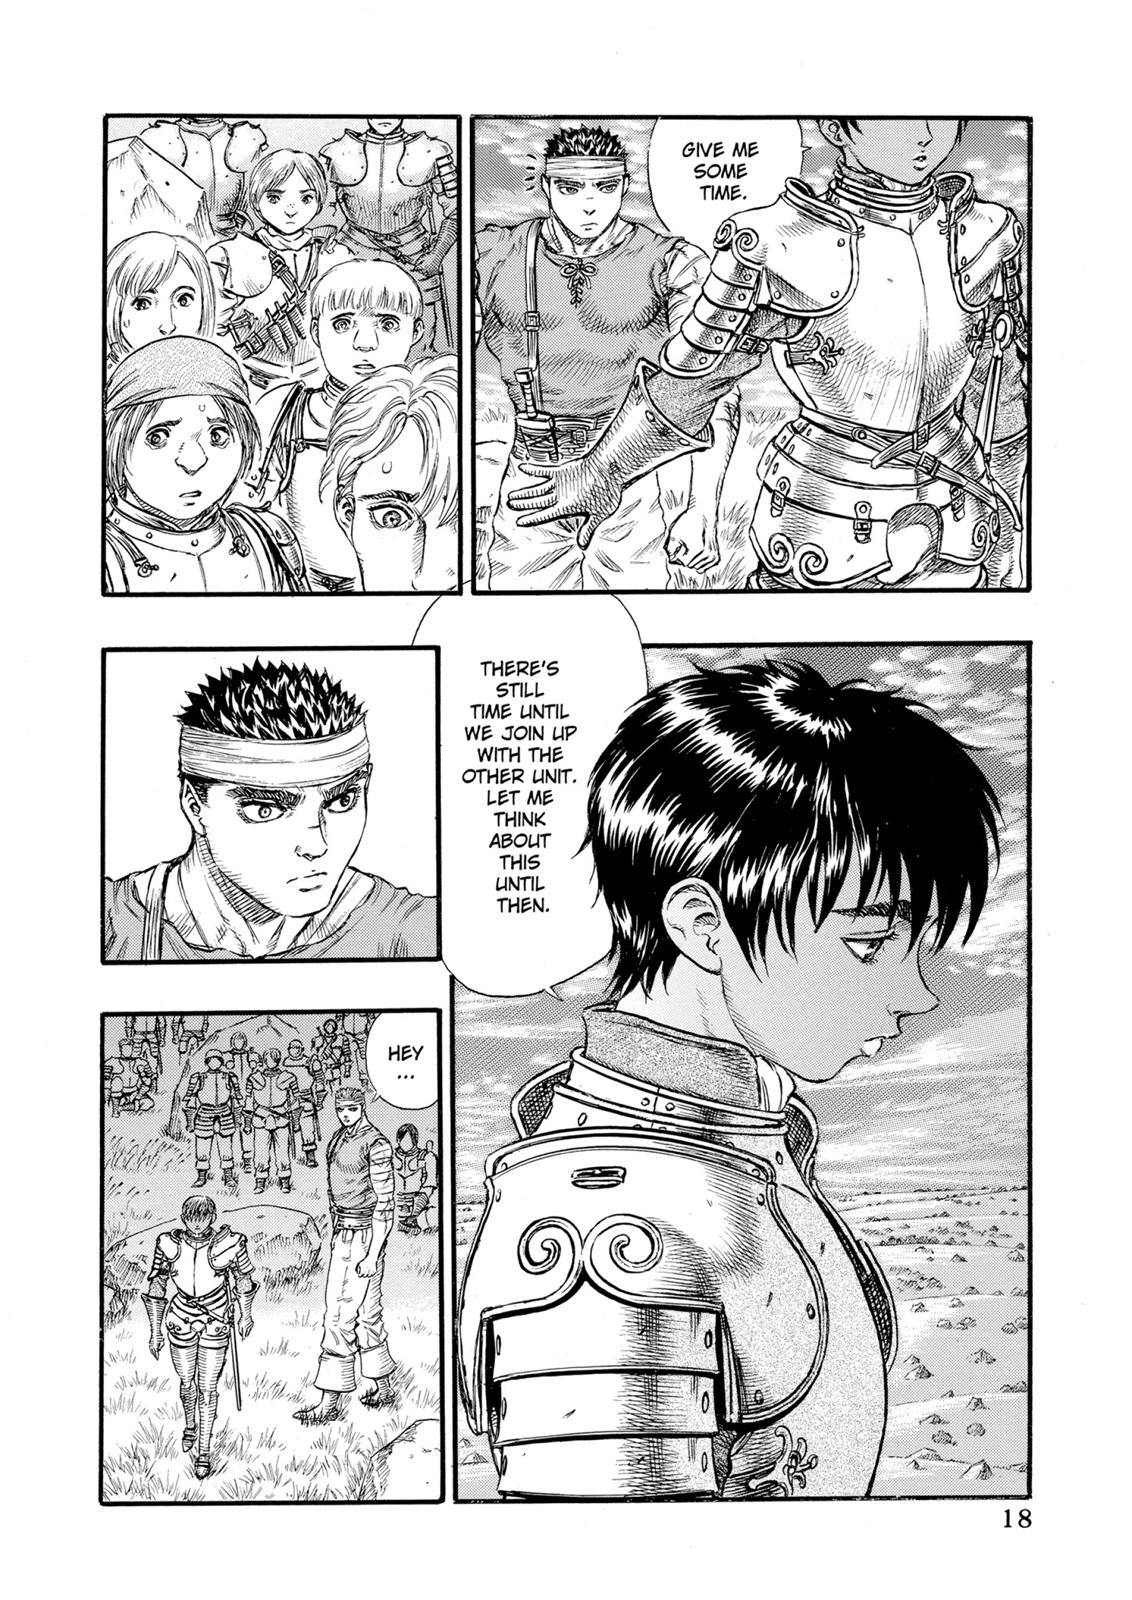 GIVE ME
SOME
TIME.
THERE'S
STILL
TIME UNTIL
WE JOIN UP
WITH THE
OTHER UNIT.
LET ME
THINK
ABOUT
THIS
UNTIL
THEN.
HEY
...
18